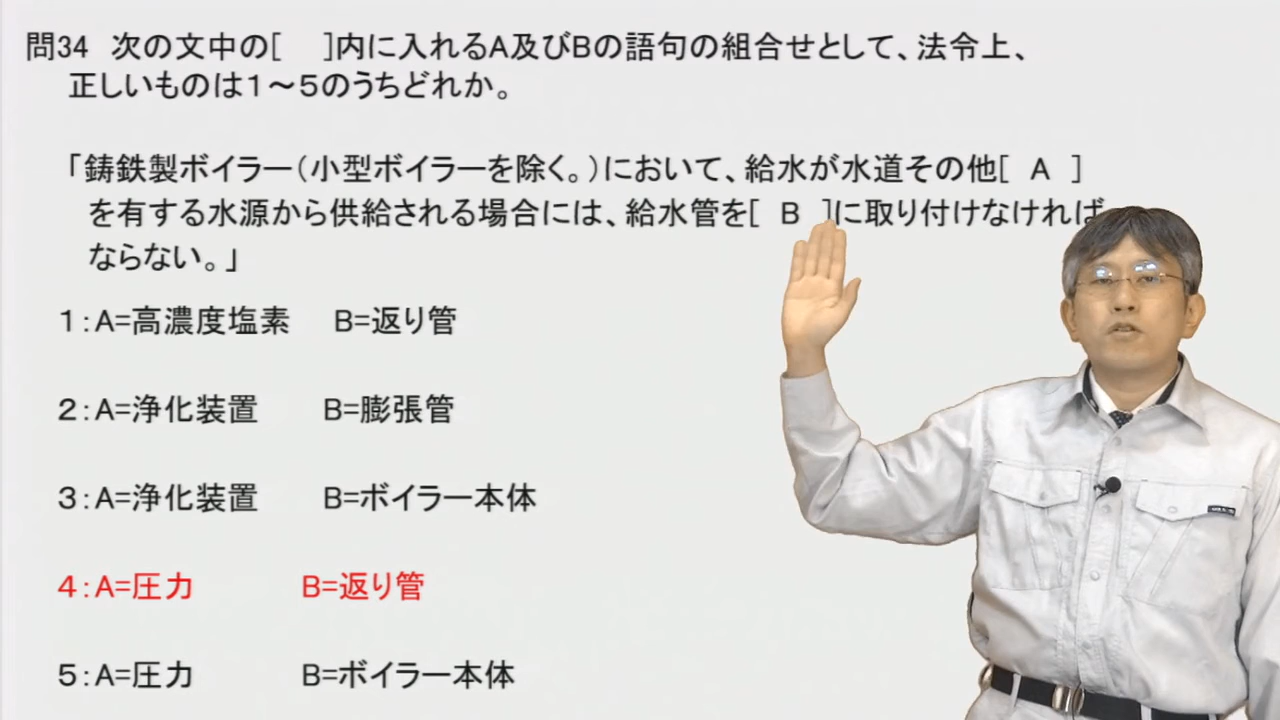 問34 次の文中の[ ]内に入れるA及びBの語句の組合せとして、法令上、
正しいものは1～5のうちどれか。
「鋳鉄製ボイラー(小型ボイラーを除く。)において、給水が水道その他[ A ]
を有する水源から供給される場合には、給水管を[ B ]に取り付けなければ
ならない。」
1:A=高濃度塩素 B=返り管
2:A=浄化装置 B=膨張管
3:A=浄化装置 B=ボイラー本体
4:A=圧力 B=返り管
5:A=圧力 B=ボイラー本体